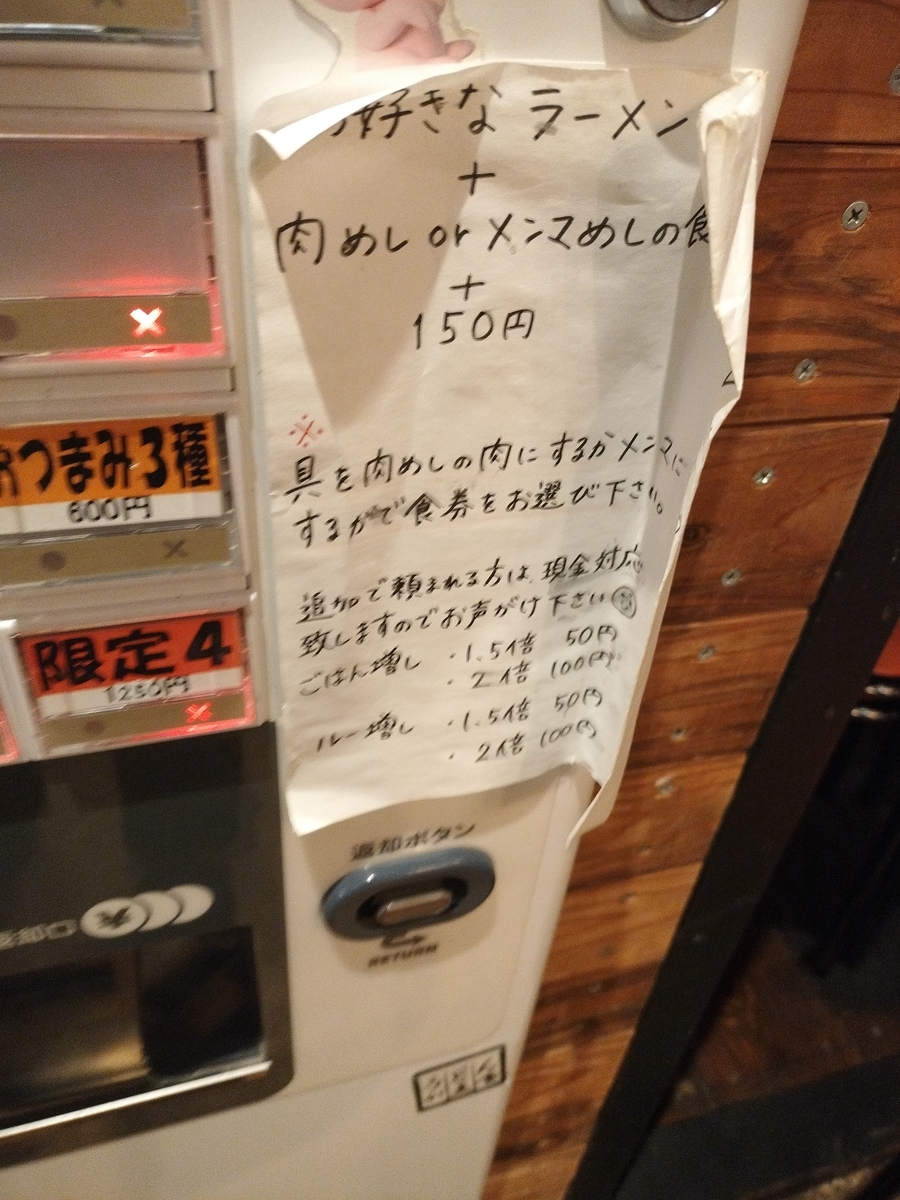 好きなラーメン
+
肉めし or メンマめしの食
+
150円
※
具を肉めしの肉にするかメンマに
するかで食券をお選び下さい。
追加で頼まれる方は、現金対応
致しますのでお声がけ下さい
ごはん増し ・1.5倍 50円
・2倍 100円
ルー増し ・1.5倍 50円
・2倍 100円
おつまみ3種
600円
限定4
1250円
返却ボタン
RETURN
返却口